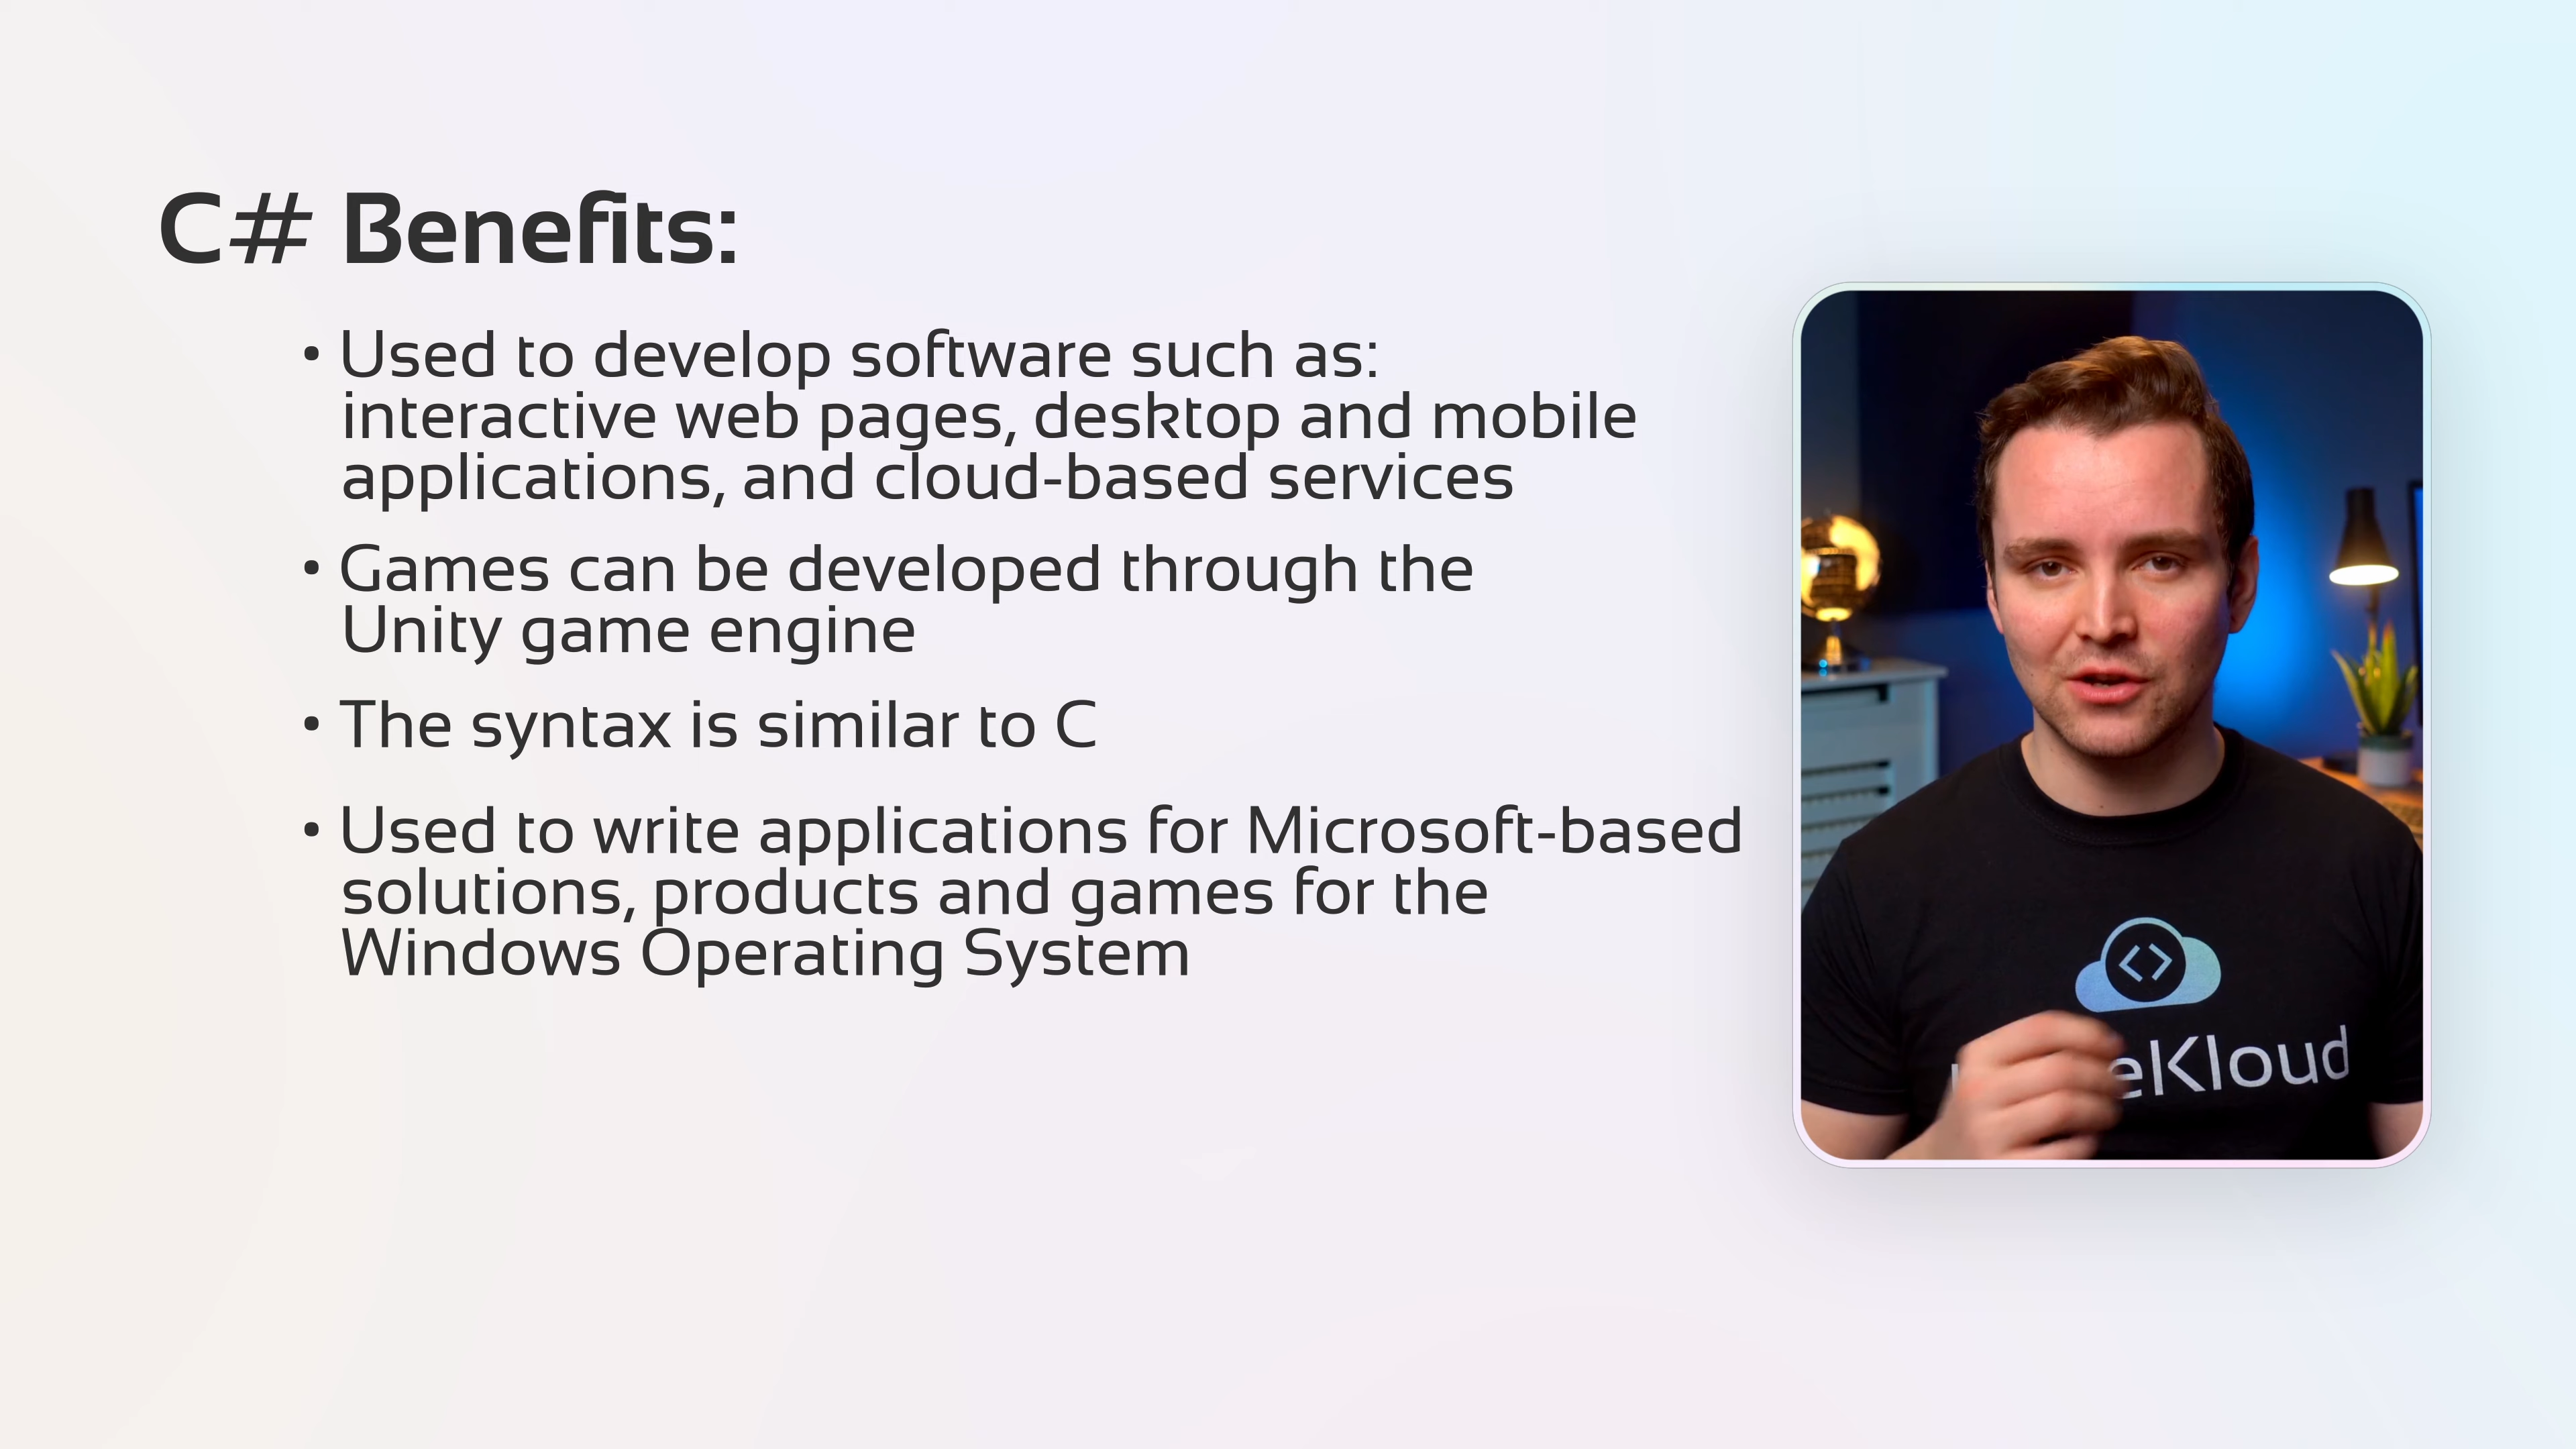 C# Benefits:
• Used to develop software such as:
interactive web pages, desktop and mobile
applications, and cloud-based services
• Games can be developed through the
Unity game engine
• The syntax is similar to C
• Used to write applications for Microsoft-based
solutions, products and games for the
Windows Operating System
<>
eKloud